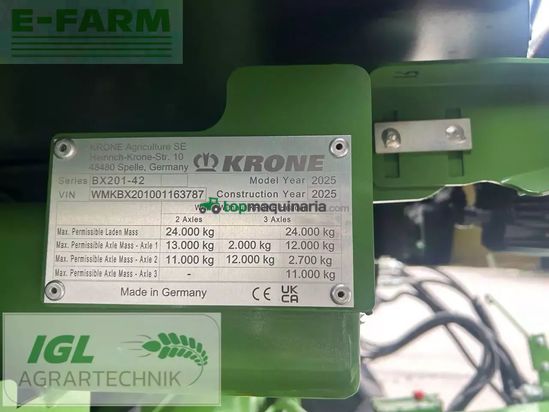 E-FARM
KRONE Agriculture SE
Heinrich-Krone-Str. 10
48480 Spelle, Germany
KRONE
Series BX201-42 Model Year 2025
VIN WMKBX201001163787 Construction Year 2025
topmaquinaria
2 Axles 3 Axles
Max. Permissible Laden Mass 24.000 kg 24.000 kg
Max. Permissible Axle Mass - Axle 1 13.000 kg 2.000 kg 12.000 kg
Max. Permissible Axle Mass - Axle 2 11.000 kg 12.000 kg 2.700 kg
Max. Permissible Axle Mass - Axle 3 - 11.000 kg
Made in Germany CE UK CA
IGL
AGRARTECHNIK